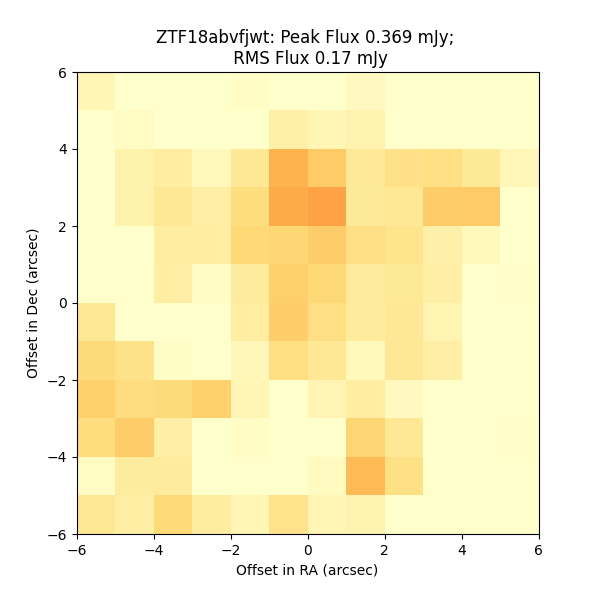 ZTF18abvfjwt: Peak Flux 0.369 mJy;
RMS Flux 0.17 mJy
6
4
2
0
−2
−4
−6
Offset in Dec (arcsec)
−6 −4 −2 0 2 4 6
Offset in RA (arcsec)